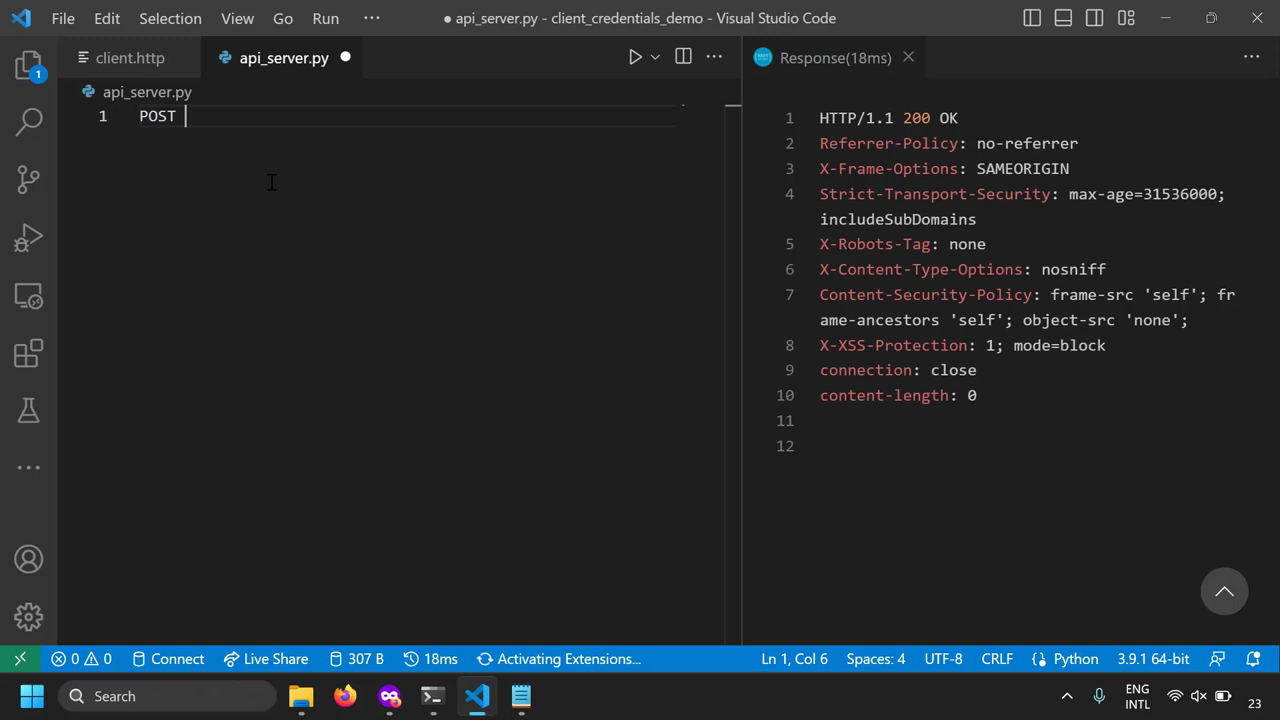 File Edit Selection View Go Run ··· ● api_server.py - client_credentials_demo - Visual Studio Code
client.http api_server.py Response(18ms)
1
api_server.py
1 POST
1 HTTP/1.1 200 OK
2 Referrer-Policy: no-referrer
3 X-Frame-Options: SAMEORIGIN
4 Strict-Transport-Security: max-age=31536000;
includeSubDomains
5 X-Robots-Tag: none
6 X-Content-Type-Options: nosniff
7 Content-Security-Policy: frame-src 'self'; fr
ame-ancestors 'self'; object-src 'none';
8 X-XSS-Protection: 1; mode=block
9 connection: close
10 content-length: 0
11
12
0 0 Connect Live Share 307 B 18ms Activating Extensions... Ln 1, Col 6 Spaces: 4 UTF-8 CRLF Python 3.9.1 64-bit
Search ENG
INTL 23